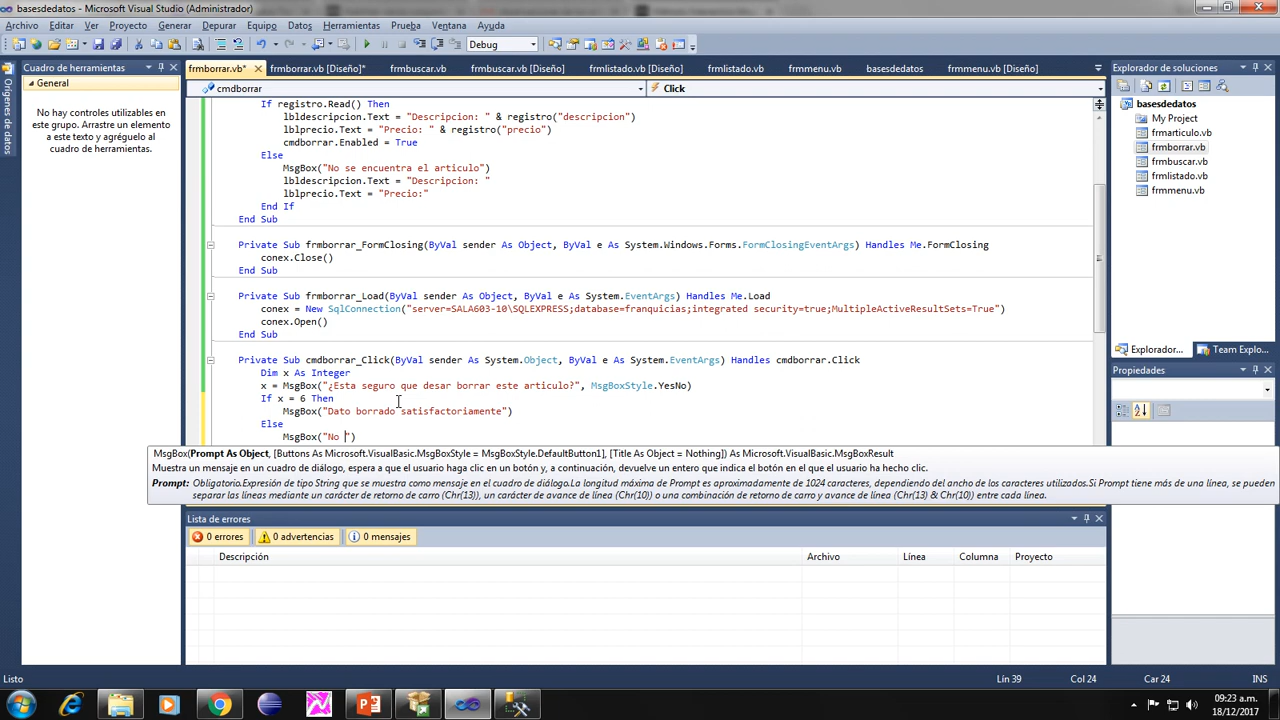 basesdedatos - Microsoft Visual Studio (Administrador)
Archivo Editar Ver Proyecto Generar Depurar Equipo Datos Herramientas Prueba Ventana Ayuda
Debug
Cuadro de herramientas
frmborrar.vb* frmborrar.vb [Diseño]* frmbuscar.vb frmbuscar.vb [Diseño] frmlistado.vb [Diseño] frmlistado.vb frmmenu.vb basesdedatos frmmenu.vb [Diseño]
Explorador de soluciones
Orígenes de datos
General
No hay controles utilizables en
este grupo. Arrastre un elemento
a este texto y agréguelo al
cuadro de herramientas.
cmdborrar Click
If registro.Read() Then
lbldescripcion.Text = "Descripcion: " & registro("descripcion")
lblprecio.Text = "Precio: " & registro("precio")
cmdborrar.Enabled = True
Else
MsgBox("No se encuentra el articulo")
lbldescripcion.Text = "Descripcion: "
lblprecio.Text = "Precio:"
End If
End Sub
Private Sub frmborrar_FormClosing(ByVal sender As Object, ByVal e As System.Windows.Forms.FormClosingEventArgs) Handles Me.FormClosing
conex.Close()
End Sub
Private Sub frmborrar_Load(ByVal sender As Object, ByVal e As System.EventArgs) Handles Me.Load
conex = New SqlConnection("server=SALA603-10\SQLEXPRESS;database=franquicias;integrated security=true;MultipleActiveResultSets=True")
conex.Open()
End Sub
Private Sub cmdborrar_Click(ByVal sender As System.Object, ByVal e As System.EventArgs) Handles cmdborrar.Click
Dim x As Integer
x = MsgBox("¿Esta seguro que desar borrar este articulo?", MsgBoxStyle.YesNo)
If x = 6 Then
MsgBox("Dato borrado satisfactoriamente")
Else
MsgBox("No ")
MsgBox(Prompt As Object, [Buttons As Microsoft.VisualBasic.MsgBoxStyle = MsgBoxStyle.DefaultButton1], [Title As Object = Nothing]) As Microsoft.VisualBasic.MsgBoxResult
Muestra un mensaje en un cuadro de diálogo, espera a que el usuario haga clic en un botón y, a continuación, devuelve un entero que indica el botón en el que el usuario ha hecho clic.
Prompt: Obligatorio.Expresión de tipo String que se muestra como mensaje en el cuadro de diálogo.La longitud máxima de Prompt es aproximadamente de 1024 caracteres, dependiendo del ancho de los caracteres utilizados.Si Prompt tiene más de una línea, se pueden
separar las líneas mediante un carácter de retorno de carro (Chr(13)), un carácter de avance de línea (Chr(10)) o una combinación de retorno de carro y avance de línea (Chr(13) & Chr(10)) entre cada línea.
basesdedatos
My Project
frmarticulo.vb
frmborrar.vb
frmbuscar.vb
frmlistado.vb
frmmenu.vb
Explorador... Team Explo...
Propiedades
Lista de errores
0 errores 0 advertencias 0 mensajes
Descripción Archivo Línea Columna Proyecto
Listo Lín 39 Col 24 Car 24 INS
09:23 a.m.
18/12/2017